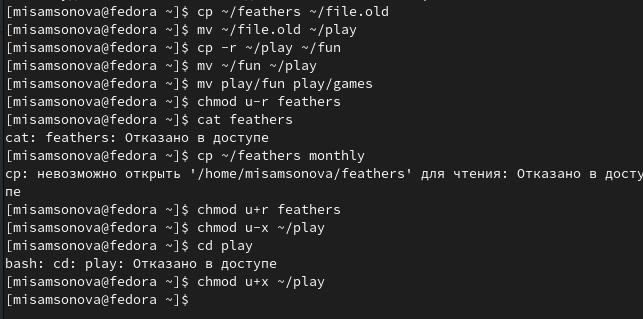 [misamsonova@fedora ~]$ cp ~/feathers ~/file.old
[misamsonova@fedora ~]$ mv ~/file.old ~/play
[misamsonova@fedora ~]$ cp -r ~/play ~/fun
[misamsonova@fedora ~]$ mv ~/fun ~/play
[misamsonova@fedora ~]$ mv play/fun play/games
[misamsonova@fedora ~]$ chmod u-r feathers
[misamsonova@fedora ~]$ cat feathers
cat: feathers: Отказано в доступе
[misamsonova@fedora ~]$ cp ~/feathers monthly
cp: невозможно открыть '/home/misamsonova/feathers' для чтения: Отказано в досту
пе
[misamsonova@fedora ~]$ chmod u+r feathers
[misamsonova@fedora ~]$ chmod u-x ~/play
[misamsonova@fedora ~]$ cd play
bash: cd: play: Отказано в доступе
[misamsonova@fedora ~]$ chmod u+x ~/play
[misamsonova@fedora ~]$